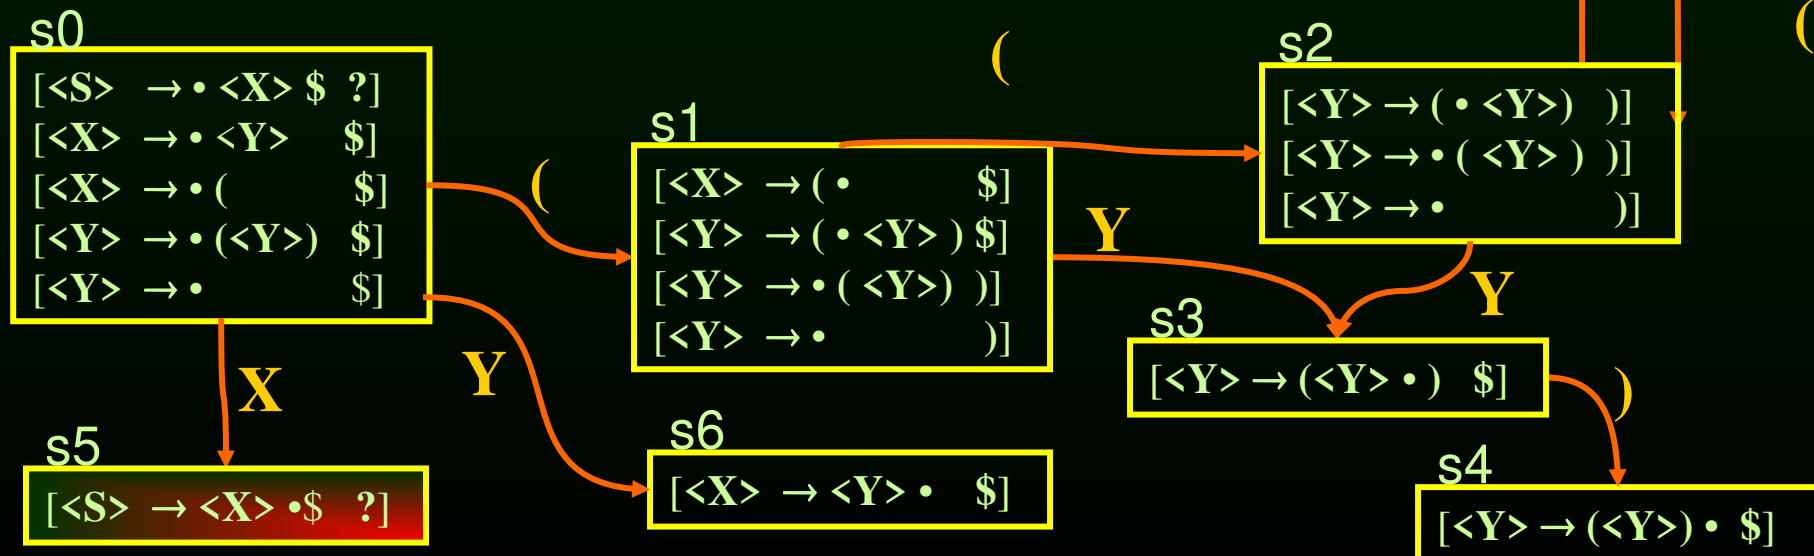 s0
[<S> → • <X> $ ?]
[<X> → • <Y> $]
[<X> → • ( $]
[<Y> → • (<Y>) $]
[<Y> → • $]
(
X
Y
s1
[<X> → ( • $]
[<Y> → ( • <Y> ) $]
[<Y> → • ( <Y>) )]
[<Y> → • )]
(
Y
s2
[<Y> → ( • <Y>) )]
[<Y> → • ( <Y> ) )]
[<Y> → • )]
(
Y
s3
[<Y> → (<Y> • ) $]
)
s4
[<Y> → (<Y>) • $]
s5
[<S> → <X> •$ ?]
s6
[<X> → <Y> • $]